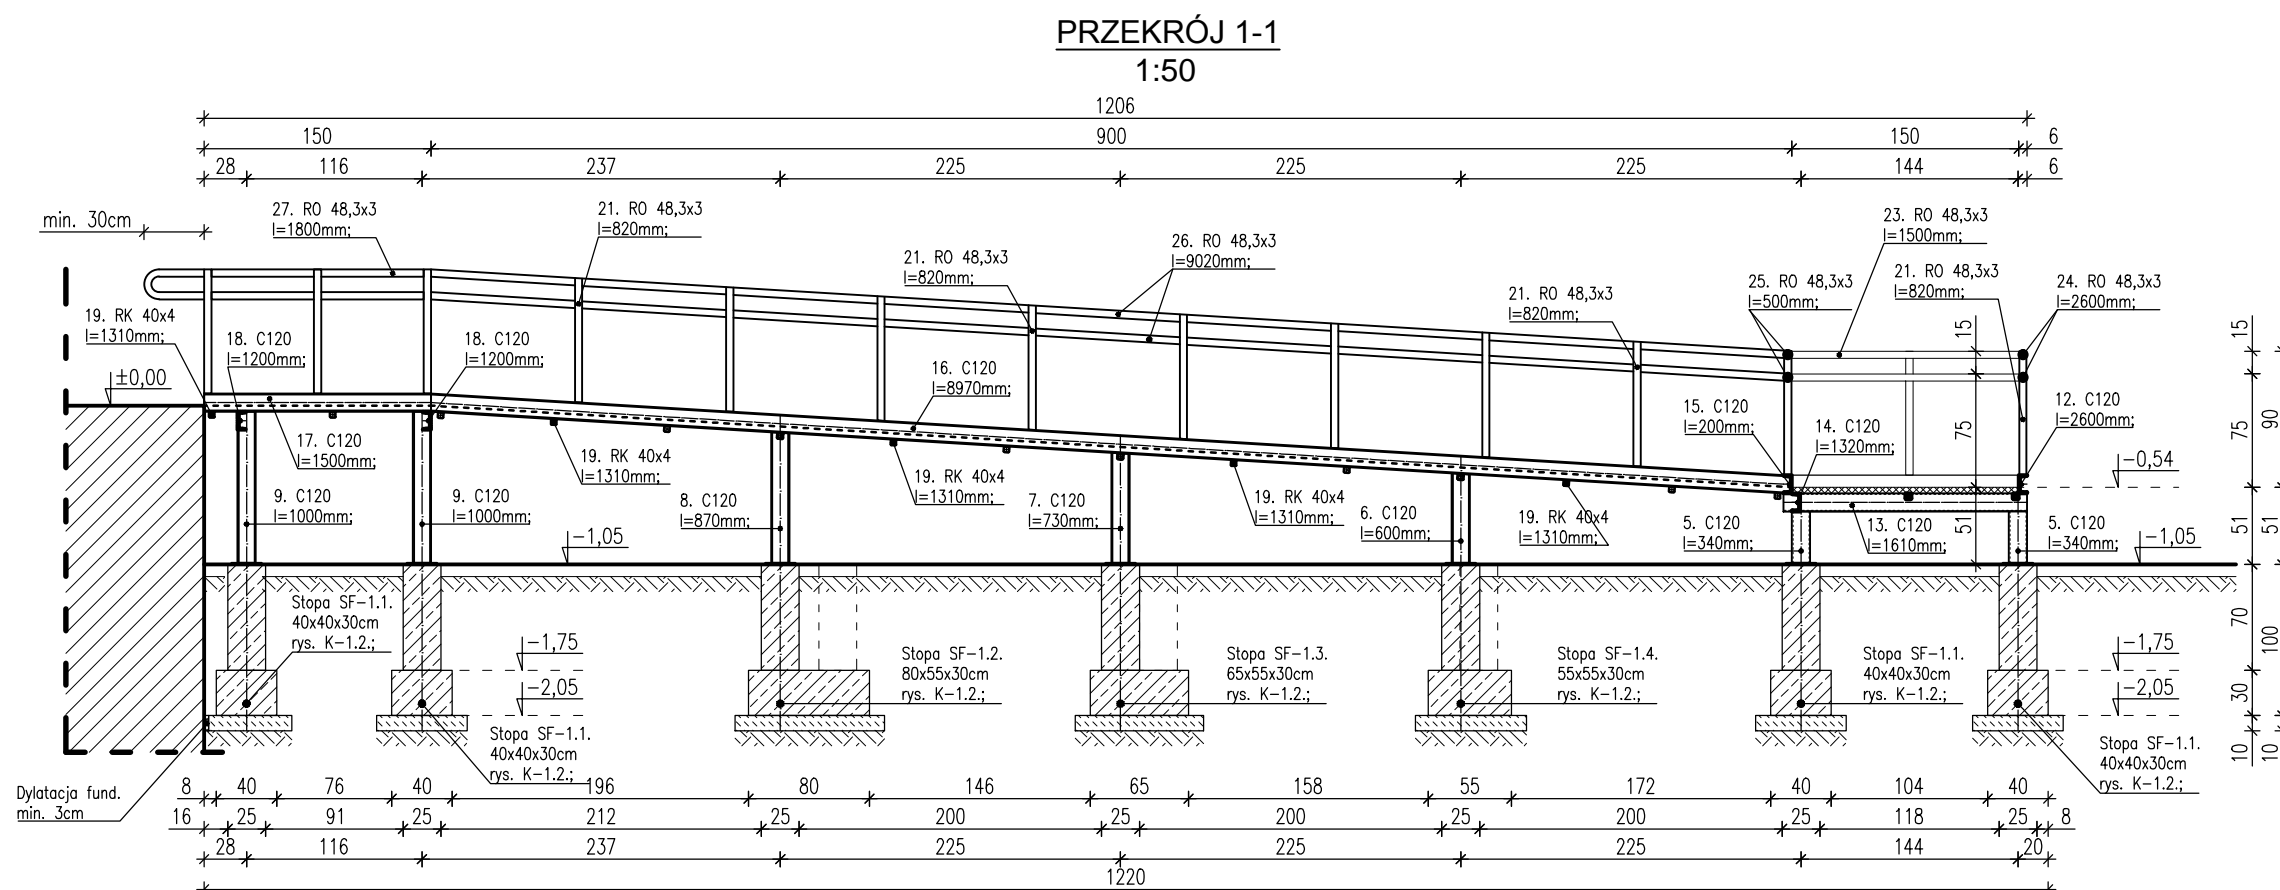 PRZEKRÓJ 1-1
1:50
1206
150 900 150 6
28 116 237 225 225 225 144 6
min. 30cm
27. RO 48,3x3
l=1800mm;
21. RO 48,3x3
l=820mm;
21. RO 48,3x3
l=820mm;
26. RO 48,3x3
l=9020mm;
21. RO 48,3x3
l=820mm;
25. RO 48,3x3
l=500mm;
23. RO 48,3x3
l=1500mm;
21. RO 48,3x3
l=820mm;
24. RO 48,3x3
l=2600mm;
19. RK 40x4
l=1310mm;
18. C120
l=1200mm;
18. C120
l=1200mm;
±0,00
16. C120
l=8970mm;
15. C120
l=200mm;
14. C120
l=1320mm;
12. C120
l=2600mm;
17. C120
l=1500mm;
19. RK 40x4
l=1310mm;
19. RK 40x4
l=1310mm;
19. RK 40x4
l=1310mm;
19. RK 40x4
l=1310mm;
-0,54
9. C120
l=1000mm;
9. C120
l=1000mm;
8. C120
l=870mm;
7. C120
l=730mm;
6. C120
l=600mm;
5. C120
l=340mm;
13. C120
l=1610mm;
5. C120
l=340mm;
-1,05
-1,05
15
75
51
15
75
51
70
30
10
90
51
100
10
Stopa SF-1.1.
40x40x30cm
rys. K-1.2.;
-1,75
-2,05
Stopa SF-1.1.
40x40x30cm
rys. K-1.2.;
Stopa SF-1.2.
80x55x30cm
rys. K-1.2.;
Stopa SF-1.3.
65x55x30cm
rys. K-1.2.;
Stopa SF-1.4.
55x55x30cm
rys. K-1.2.;
Stopa SF-1.1.
40x40x30cm
rys. K-1.2.;
-1,75
-2,05
Stopa SF-1.1.
40x40x30cm
rys. K-1.2.;
Dylatacja fund.
min. 3cm
8 40 76 40 196 80 146 65 158 55 172 40 104 40
16 25 91 25 212 25 200 25 200 25 200 25 118 25 8
28 116 237 225 225 225 144 20
1220